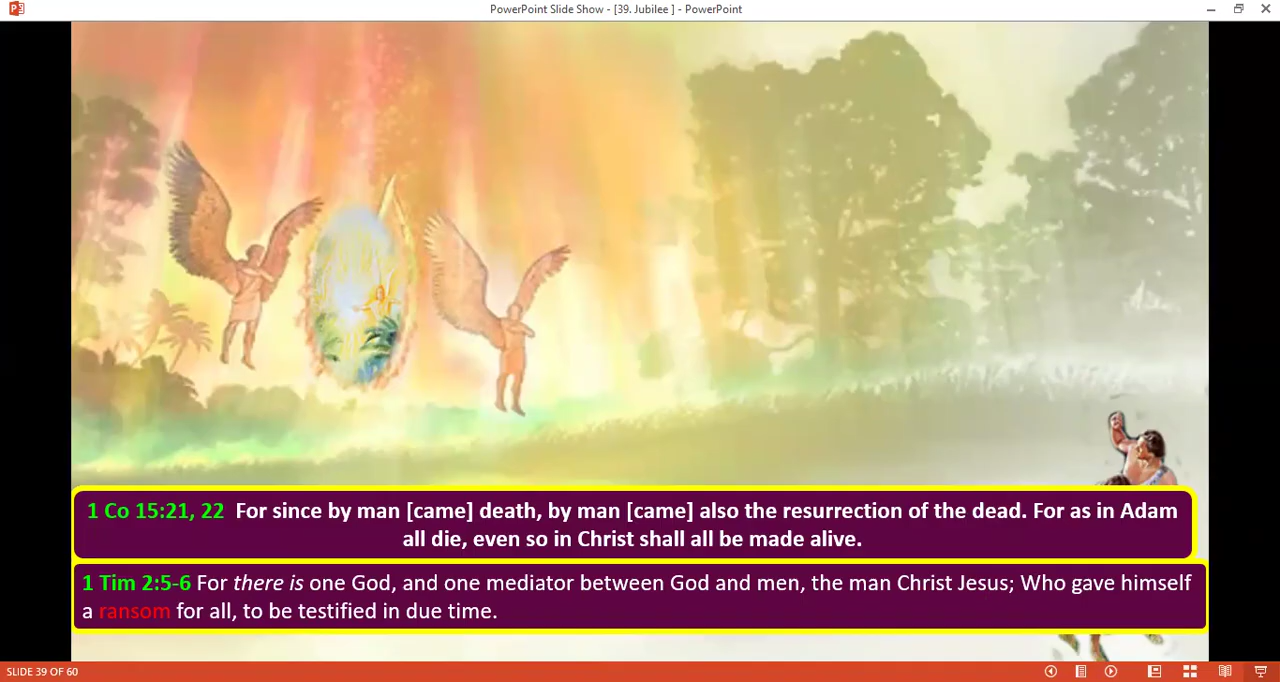 PowerPoint Slide Show - [39. Jubilee ] - PowerPoint
1 Co 15:21, 22 For since by man [came] death, by man [came] also the resurrection of the dead. For as in Adam
all die, even so in Christ shall all be made alive.
1 Tim 2:5-6 For there is one God, and one mediator between God and men, the man Christ Jesus; Who gave himself
a ransom for all, to be testified in due time.
SLIDE 39 OF 60